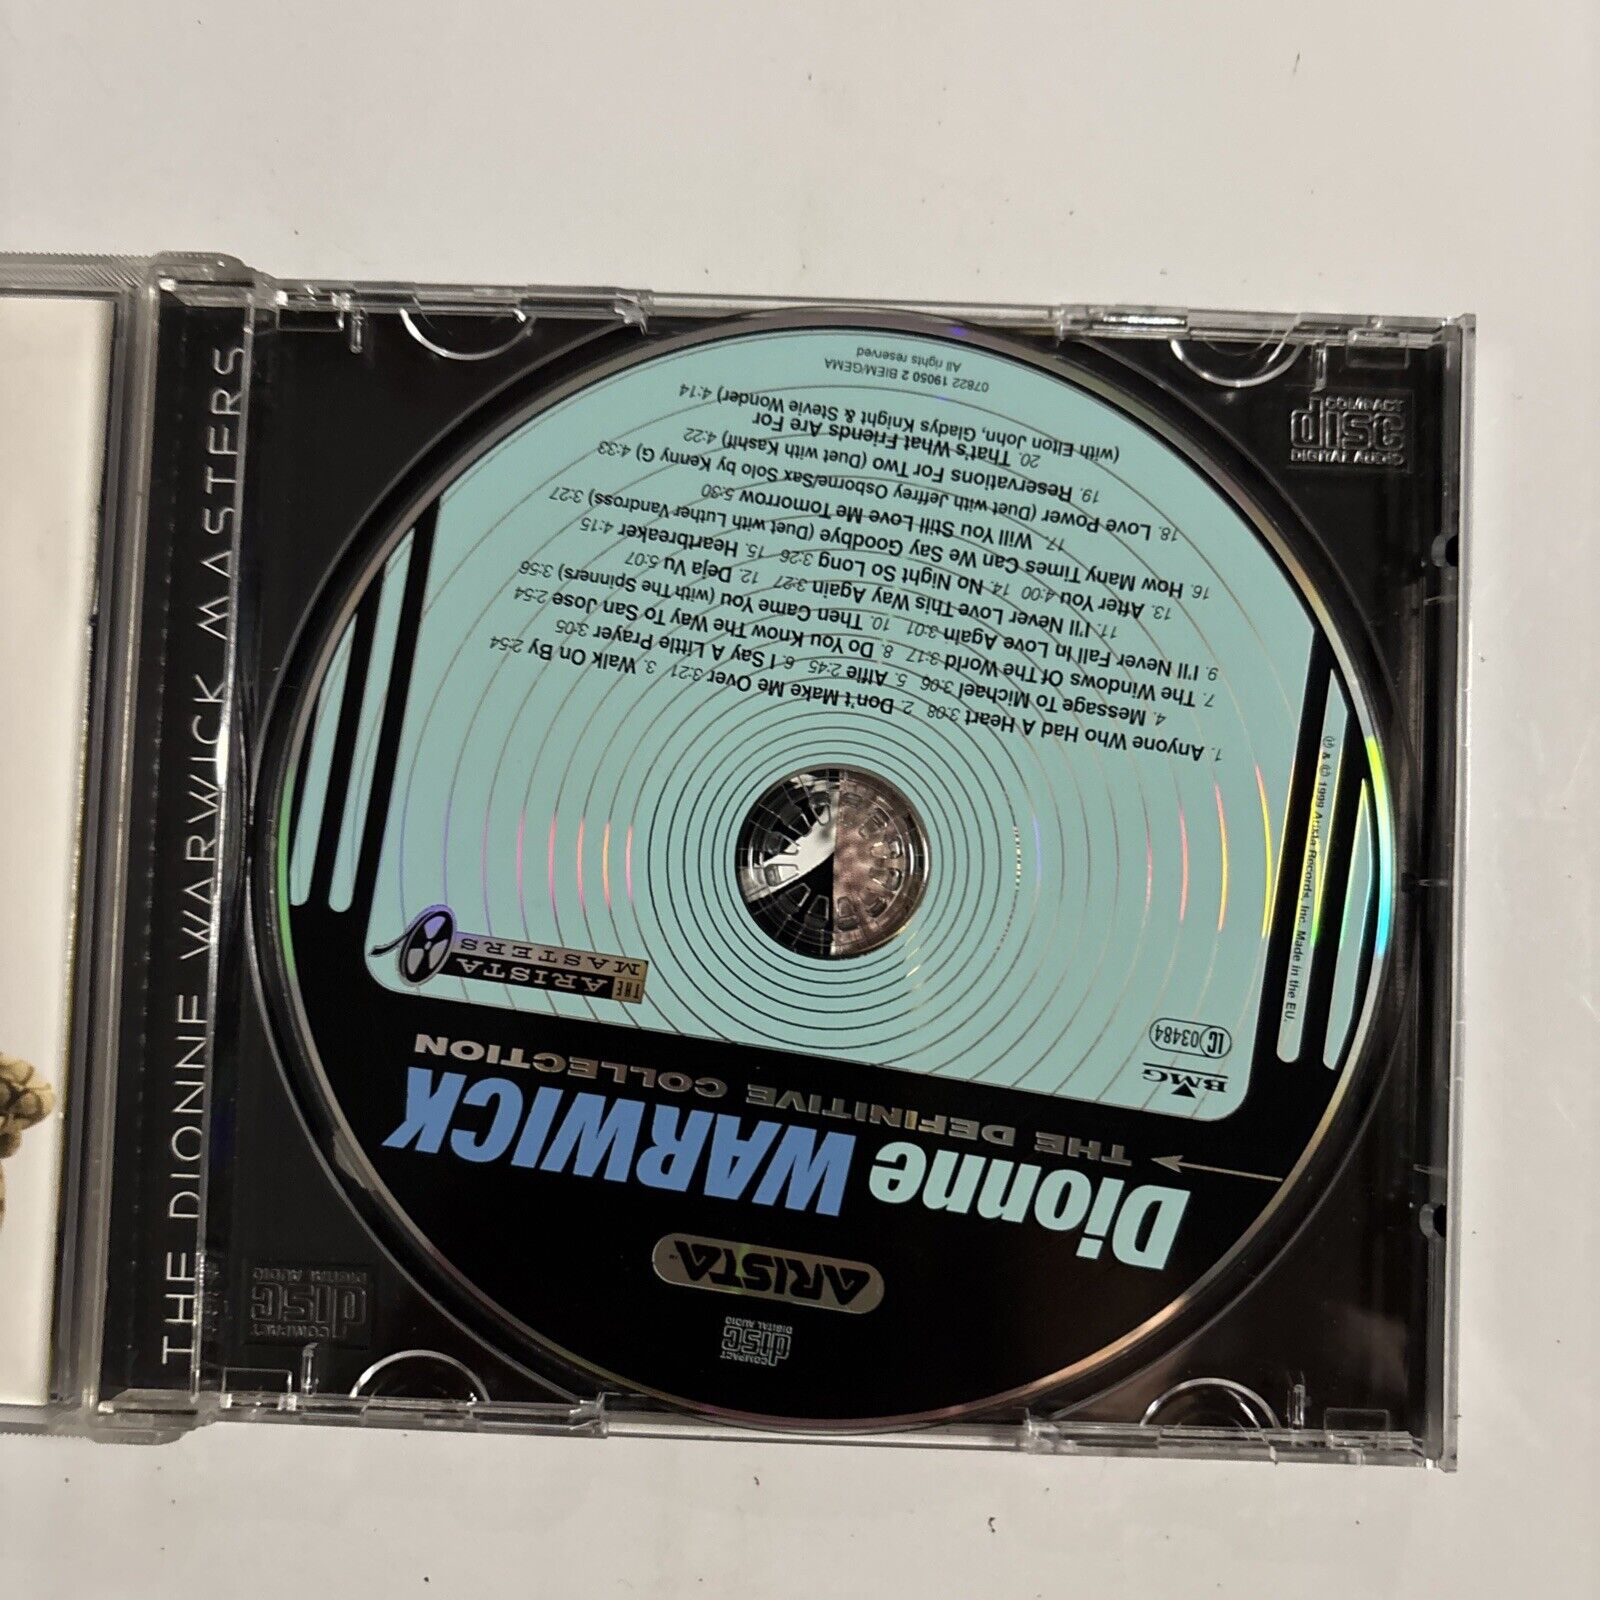 THE DIONNE WARWICK MASTERS
COMPACT
disc
DIGITAL AUDIO
COMPACT
disc
DIGITAL AUDIO
COMPACT
disc
DIGITAL AUDIO
ARISTA™
Dionne WARWICK
THE DEFINITIVE COLLECTION
BMG
LC 03484
THE ARISTA
MASTERS
℗ & © 1999 Arista Records, Inc. Made in the EU.
1. Anyone Who Had A Heart 3:08 2. Don't Make Me Over 3:21 3. Walk On By 2:54
4. Message To Michael 3:06 5. Alfie 2:45 6. I Say A Little Prayer 3:05
7. The Windows Of The World 3:17 8. Do You Know The Way To San Jose 2:54
9. I'll Never Fall In Love Again 3:01 10. Then Came You (with The Spinners) 3:56
11. I'll Never Love This Way Again 3:27 12. Deja Vu 5:07
13. After You 4:00 14. No Night So Long 3:26 15. Heartbreaker 4:15
16. How Many Times Can We Say Goodbye (Duet with Luther Vandross) 3:27
17. Will You Still Love Me Tomorrow 5:30
18. Love Power (Duet with Jeffrey Osborne/Sax Solo by Kenny G) 4:33
19. Reservations For Two (Duet with Kashif) 4:22
20. That's What Friends Are For
(with Elton John, Gladys Knight & Stevie Wonder) 4:14
07822 19050 2 BIEM/GEMA
All rights reserved